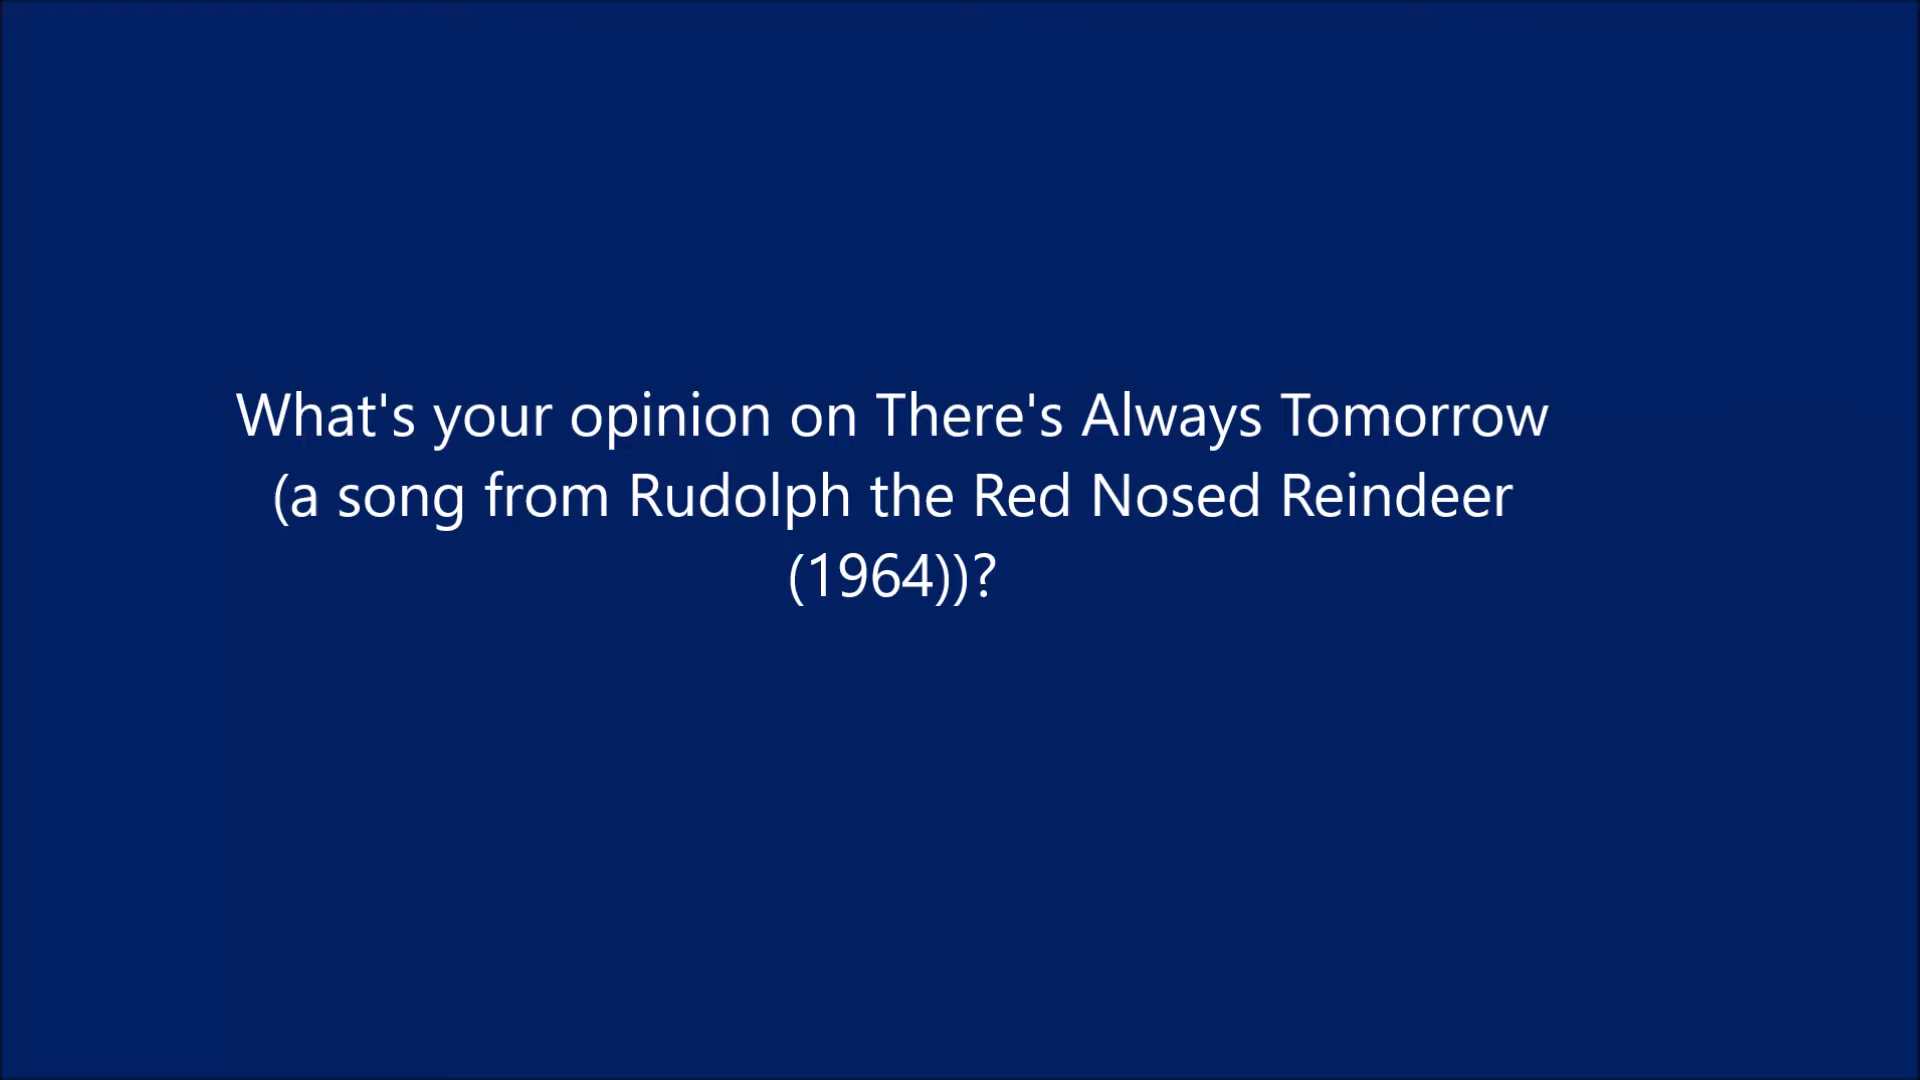 What's your opinion on There's Always Tomorrow
(a song from Rudolph the Red Nosed Reindeer
(1964))?